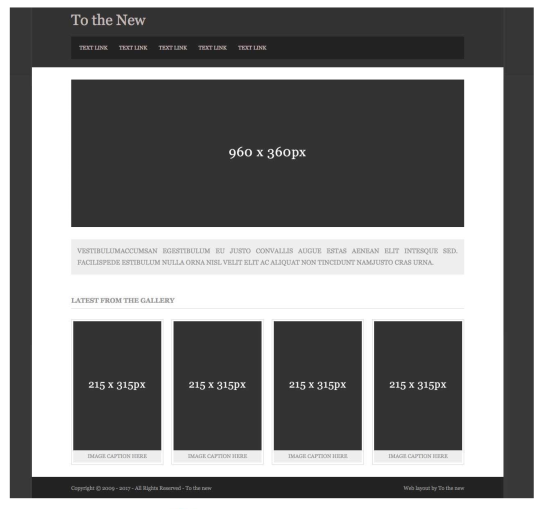 To the New
TEXT LINK TEXT LINK TEXT LINK TEXT LINK TEXT LINK
960 x 360px
VESTIBULUMACCUMSAN EGESTIBULUM EU JUSTO CONVALLIS AUGUE ESTAS AENEAN ELIT INTESQUE SED.
FACILISPEDE ESTIBULUM NULLA ORNA NISL VELIT ELIT AC ALIQUAT NON TINCIDUNT NAMJUSTO CRAS URNA.
LATEST FROM THE GALLERY
215 x 315px 215 x 315px 215 x 315px 215 x 315px
IMAGE CAPTION HERE IMAGE CAPTION HERE IMAGE CAPTION HERE IMAGE CAPTION HERE
Copyright © 2009 - 2017 - All Rights Reserved - To the new Web layout by To the new